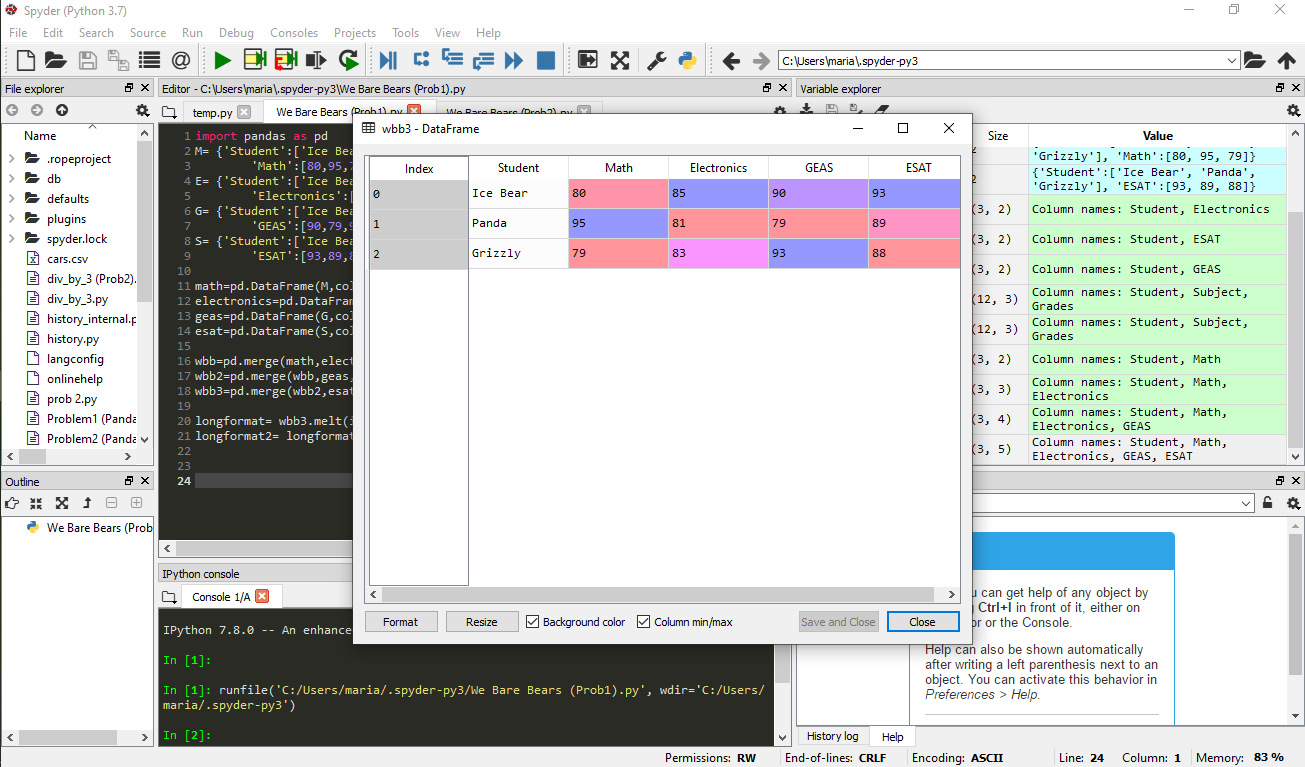 Spyder (Python 3.7)
File Edit Search Source Run Debug Consoles Projects Tools View Help
C:\Users\maria\.spyder-py3
File explorer
Name
.ropeproject
db
defaults
plugins
spyder.lock
cars.csv
div_by_3 (Prob2).
div_by_3.py
history_internal.p
history.py
langconfig
onlinehelp
prob 2.py
Problem1 (Panda
Problem2 (Panda
Outline
We Bare Bears (Prob
Editor - C:\Users\maria\.spyder-py3\We Bare Bears (Prob1).py
temp.py We Bare Bears (Prob1).py We Bare Bears (Prob2).py
1 import pandas as pd
2 M= {'Student':['Ice Bea
3 'Math':[80,95,7
4 E= {'Student':['Ice Bea
5 'Electronics':[
6 G= {'Student':['Ice Bea
7 'GEAS':[90,79,9
8 S= {'Student':['Ice Bea
9 'ESAT':[93,89,8
10
11 math=pd.DataFrame(M,col
12 electronics=pd.DataFram
13 geas=pd.DataFrame(G,col
14 esat=pd.DataFrame(S,col
15
16 wbb=pd.merge(math,elect
17 wbb2=pd.merge(wbb,geas,
18 wbb3=pd.merge(wbb2,esat
19
20 longformat= wbb3.melt(i
21 longformat2= longformat
22
23
24
wbb3 - DataFrame
Index Student Math Electronics GEAS ESAT
0 Ice Bear 80 85 90 93
1 Panda 95 81 79 89
2 Grizzly 79 83 93 88
Format Resize Background color Column min/max Save and Close Close
IPython console
Console 1/A
IPython 7.8.0 -- An enhance
In [1]:
In [1]: runfile('C:/Users/maria/.spyder-py3/We Bare Bears (Prob1).py', wdir='C:/Users/
maria/.spyder-py3')
In [2]:
Variable explorer
Size Value
2 'Grizzly'], 'Math':[80, 95, 79]}
2 {'Student':['Ice Bear', 'Panda',
'Grizzly'], 'ESAT':[93, 89, 88]}
(3, 2) Column names: Student, Electronics
(3, 2) Column names: Student, ESAT
(3, 2) Column names: Student, GEAS
(12, 3) Column names: Student, Subject,
Grades
(12, 3) Column names: Student, Subject,
Grades
(3, 2) Column names: Student, Math
(3, 3) Column names: Student, Math,
Electronics
(3, 4) Column names: Student, Math,
Electronics, GEAS
(3, 5) Column names: Student, Math,
Electronics, GEAS, ESAT
u can get help of any object by
g Ctrl+I in front of it, either on
or or the Console.
Help can also be shown automatically
after writing a left parenthesis next to an
object. You can activate this behavior in
Preferences > Help.
History log Help
Permissions: RW End-of-lines: CRLF Encoding: ASCII Line: 24 Column: 1 Memory: 83 %